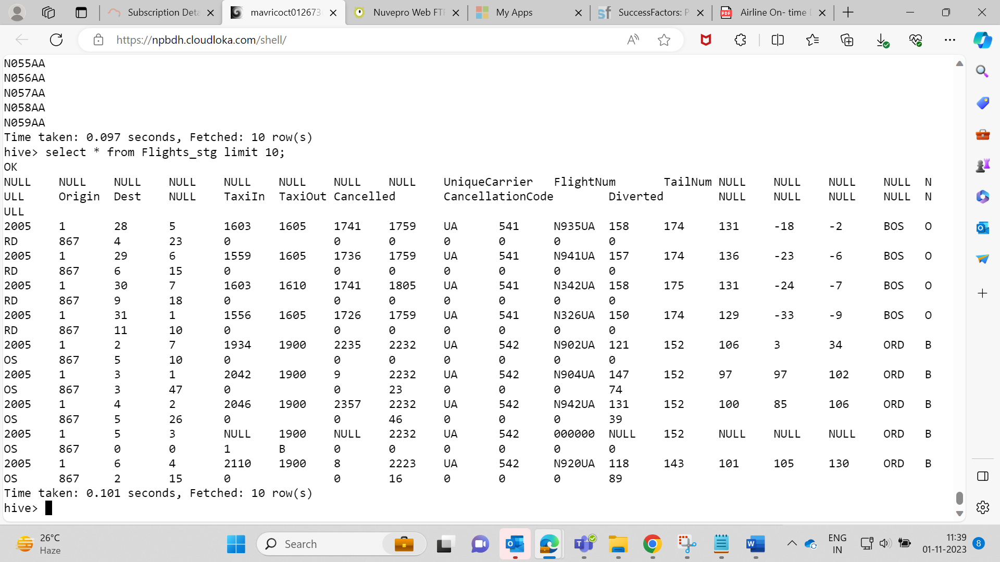 Subscription Deta
mavricoct012673
Nuvepro Web FTP
My Apps
SuccessFactors: P
Airline On- time
https://npbdh.cloudloka.com/shell/
N055AA
N056AA
N057AA
N058AA
N059AA
Time taken: 0.097 seconds, Fetched: 10 row(s)
hive> select * from Flights_stg limit 10;
OK
NULL NULL NULL NULL NULL NULL NULL NULL UniqueCarrier FlightNum TailNum NULL NULL NULL NULL N
ULL Origin Dest NULL TaxiIn TaxiOut Cancelled CancellationCode Diverted NULL NULL NULL NULL N
ULL
2005 1 28 5 1603 1605 1741 1759 UA 541 N935UA 158 174 131 -18 -2 BOS O
RD 867 4 23 0 0 0 0 0 0 0
2005 1 29 6 1559 1605 1736 1759 UA 541 N941UA 157 174 136 -23 -6 BOS O
RD 867 6 15 0 0 0 0 0 0 0
2005 1 30 7 1603 1610 1741 1805 UA 541 N342UA 158 175 131 -24 -7 BOS O
RD 867 9 18 0 0 0 0 0 0 0
2005 1 31 1 1556 1605 1726 1759 UA 541 N326UA 150 174 129 -33 -9 BOS O
RD 867 11 10 0 0 0 0 0 0 0
2005 1 2 7 1934 1900 2235 2232 UA 542 N902UA 121 152 106 3 34 ORD B
OS 867 5 10 0 0 0 0 0 0 0
2005 1 3 1 2042 1900 9 2232 UA 542 N904UA 147 152 97 97 102 ORD B
OS 867 3 47 0 0 23 0 0 0 74
2005 1 4 2 2046 1900 2357 2232 UA 542 N942UA 131 152 100 85 106 ORD B
OS 867 5 26 0 0 46 0 0 0 39
2005 1 5 3 NULL 1900 NULL 2232 UA 542 000000 NULL 152 NULL NULL NULL ORD B
OS 867 0 0 1 B 0 0 0 0 0 0
2005 1 6 4 2110 1900 8 2223 UA 542 N920UA 118 143 101 105 130 ORD B
OS 867 2 15 0 0 16 0 0 0 89
Time taken: 0.101 seconds, Fetched: 10 row(s)
hive>
26°C
Haze
Search
ENG
IN
11:39
01-11-2023
8